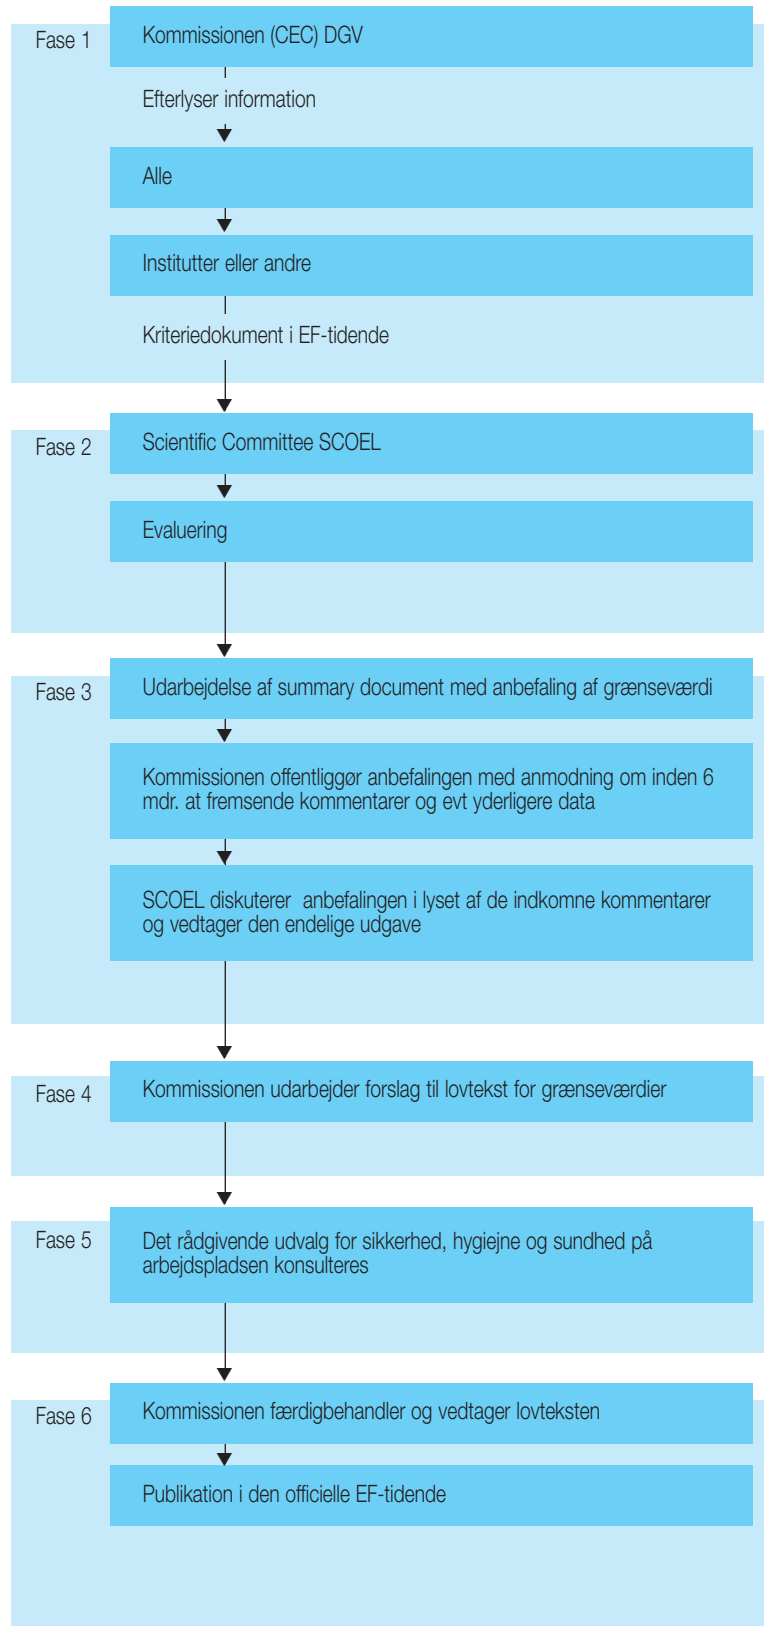 Fase 1
Kommissionen (CEC) DGV
Efterlyser information
Alle
Institutter eller andre
Kriteriedokument i EF-tidende
Fase 2
Scientific Committee SCOEL
Evaluering
Fase 3
Udarbejdelse af summary document med anbefaling af grænseværdi
Kommissionen offentliggør anbefalingen med anmodning om inden 6
mdr. at fremsende kommentarer og evt yderligere data
SCOEL diskuterer anbefalingen i lyset af de indkomne kommentarer
og vedtager den endelige udgave
Fase 4
Kommissionen udarbejder forslag til lovtekst for grænseværdier
Fase 5
Det rådgivende udvalg for sikkerhed, hygiejne og sundhed på
arbejdspladsen konsulteres
Fase 6
Kommissionen færdigbehandler og vedtager lovteksten
Publikation i den officielle EF-tidende